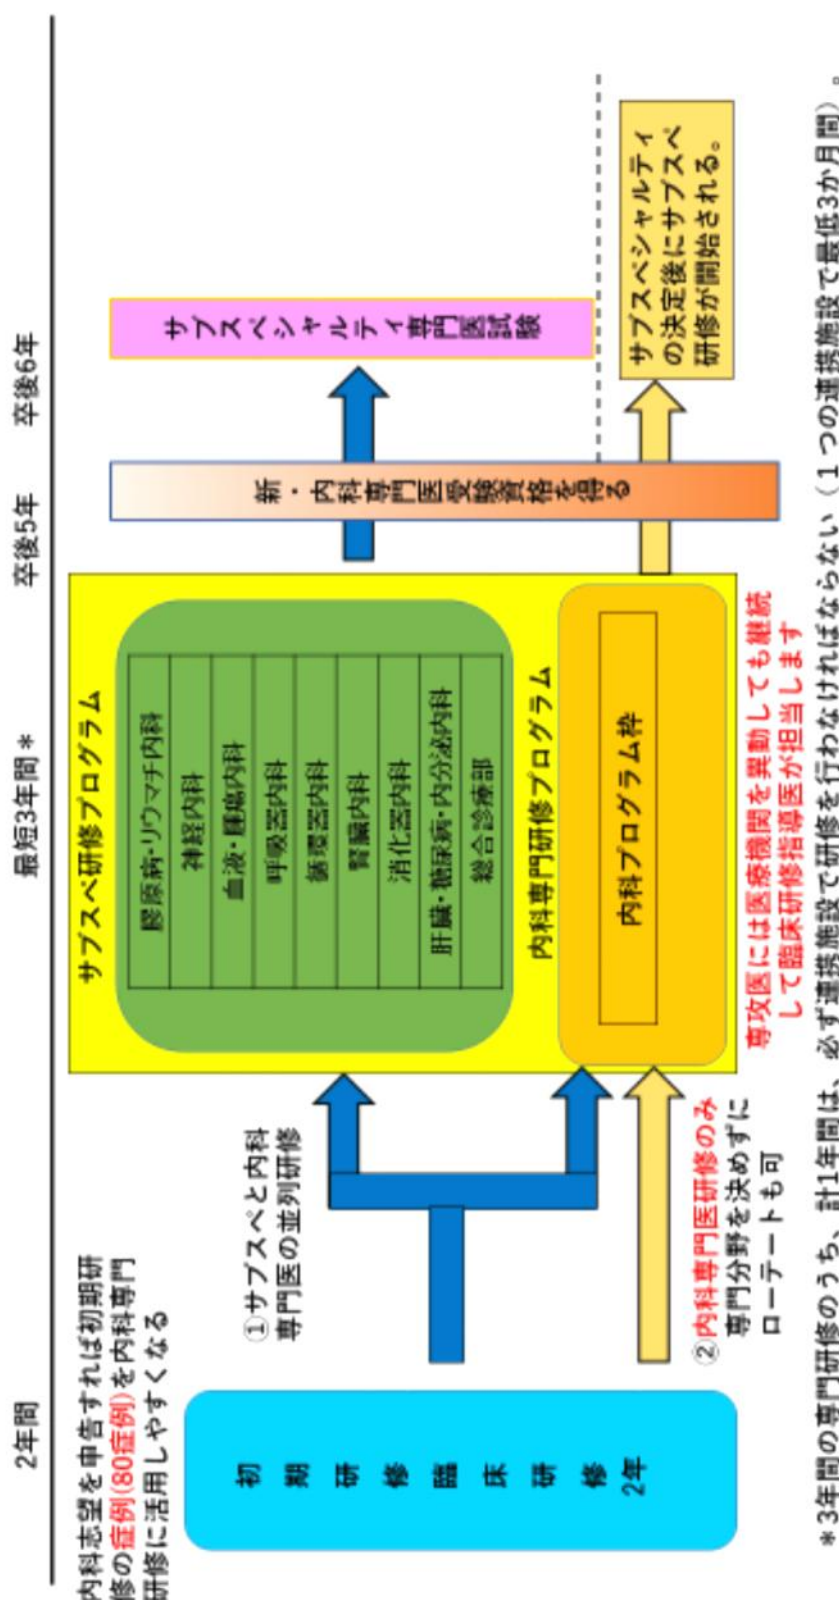 2年間
最短3年間＊
卒後5年
卒後6年
内科志望を申告すれば初期研
修の症例(80症例)を内科専門
研修に活用しやすくなる
初期研修臨床研修2年
①サブスペと内科
専門医の並列研修
②内科専門医研修のみ
専門分野を決めずに
ローテートも可
サブスペ研修プログラム
膠原病・リウマチ内科
神経内科
血液・腫瘍内科
呼吸器内科
循環器内科
腎臓内科
消化器内科
肝臓・糖尿病・内分泌内科
総合診療部
内科専門研修プログラム
内科プログラム枠
専攻医には医療機関を異動しても継続
して臨床研修指導医が担当します
新・内科専門医受験資格を得る
サブスペシャルティ専門医試験
サブスペシャルティ
の決定後にサブスペ
研修が開始される。
＊3年間の専門研修のうち、計1年間は、必ず連携施設で研修を行わなければならない（１つの連携施設で最低3か月間）。